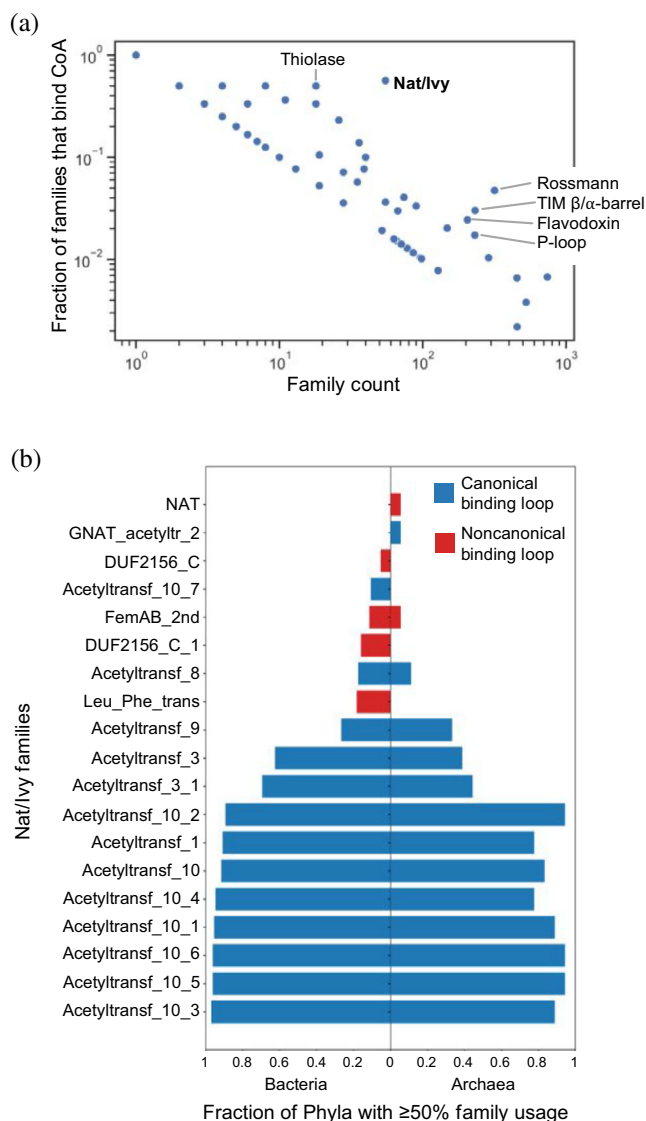 (a)
Fraction of families that bind CoA
10⁰
10⁻¹
10⁻²
Thiolase
Nat/Ivy
Rossmann
TIM β/α-barrel
Flavodoxin
P-loop
10⁰ 10¹ 10² 10³
Family count
(b)
Nat/Ivy families
Canonical
binding loop
Noncanonical
binding loop
NAT
GNAT_acetyltr_2
DUF2156_C
Acetyltransf_10_7
FemAB_2nd
DUF2156_C_1
Acetyltransf_8
Leu_Phe_trans
Acetyltransf_9
Acetyltransf_3
Acetyltransf_3_1
Acetyltransf_10_2
Acetyltransf_1
Acetyltransf_10
Acetyltransf_10_4
Acetyltransf_10_1
Acetyltransf_10_6
Acetyltransf_10_5
Acetyltransf_10_3
1 0.8 0.6 0.4 0.2 0 0.2 0.4 0.6 0.8 1
Bacteria Archaea
Fraction of Phyla with ≥50% family usage